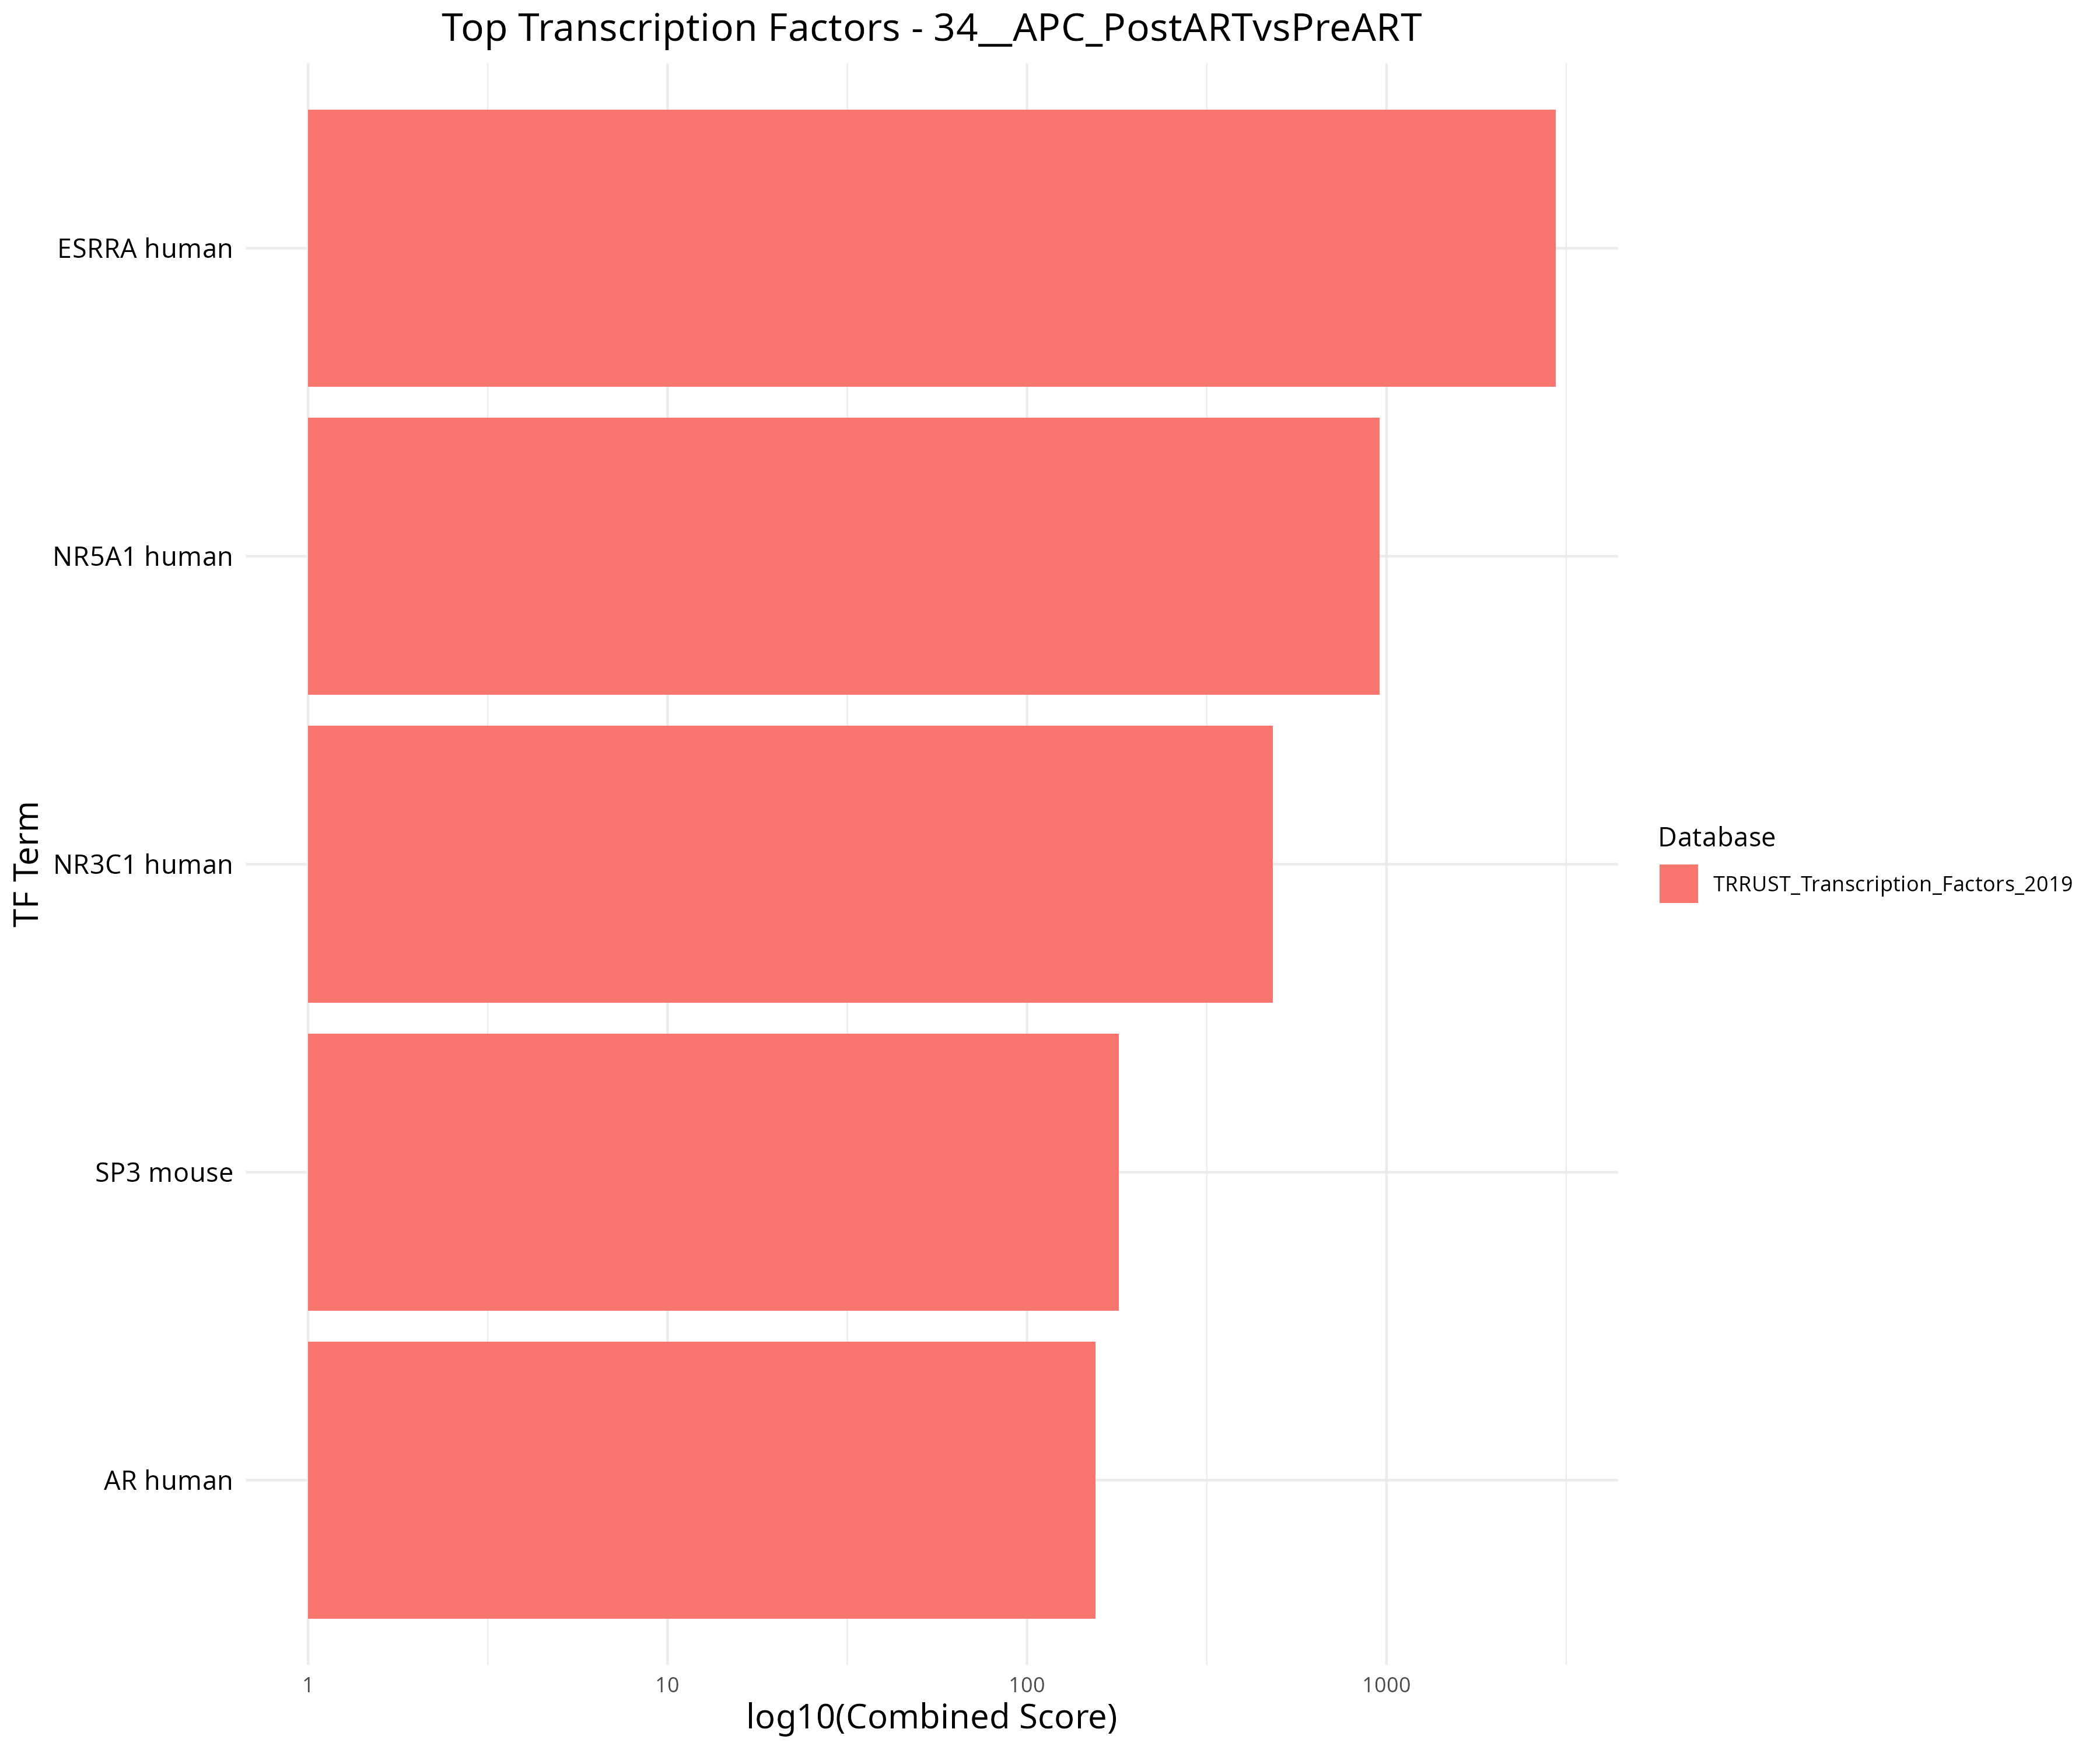 Top Transcription Factors - 34__APC_PostARTvsPreART
TF Term
ESRRA human
NR5A1 human
NR3C1 human
SP3 mouse
AR human
1 10 100 1000
log10(Combined Score)
Database
TRRUST_Transcription_Factors_2019